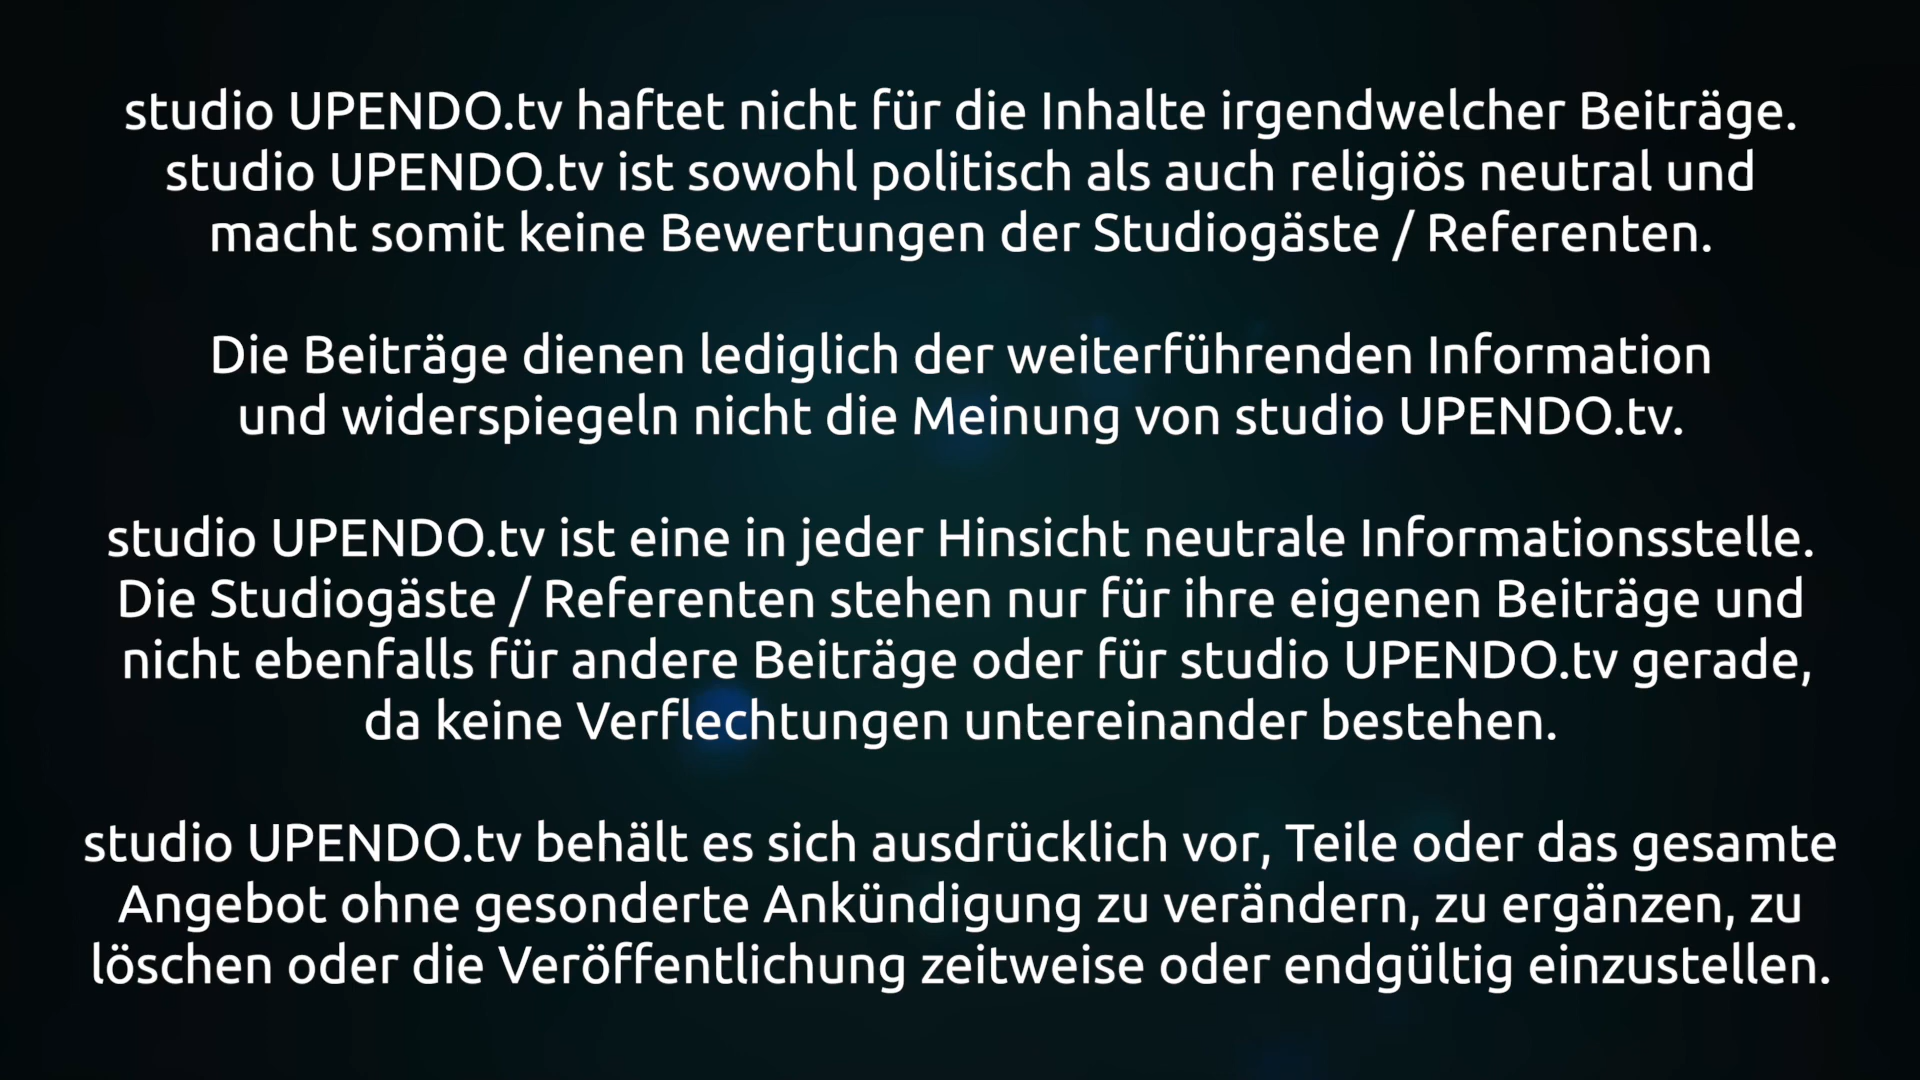 studio UPENDO.tv haftet nicht für die Inhalte irgendwelcher Beiträge.
studio UPENDO.tv ist sowohl politisch als auch religiös neutral und
macht somit keine Bewertungen der Studiogäste / Referenten.
Die Beiträge dienen lediglich der weiterführenden Information
und widerspiegeln nicht die Meinung von studio UPENDO.tv.
studio UPENDO.tv ist eine in jeder Hinsicht neutrale Informationsstelle.
Die Studiogäste / Referenten stehen nur für ihre eigenen Beiträge und
nicht ebenfalls für andere Beiträge oder für studio UPENDO.tv gerade,
da keine Verflechtungen untereinander bestehen.
studio UPENDO.tv behält es sich ausdrücklich vor, Teile oder das gesamte
Angebot ohne gesonderte Ankündigung zu verändern, zu ergänzen, zu
löschen oder die Veröffentlichung zeitweise oder endgültig einzustellen.